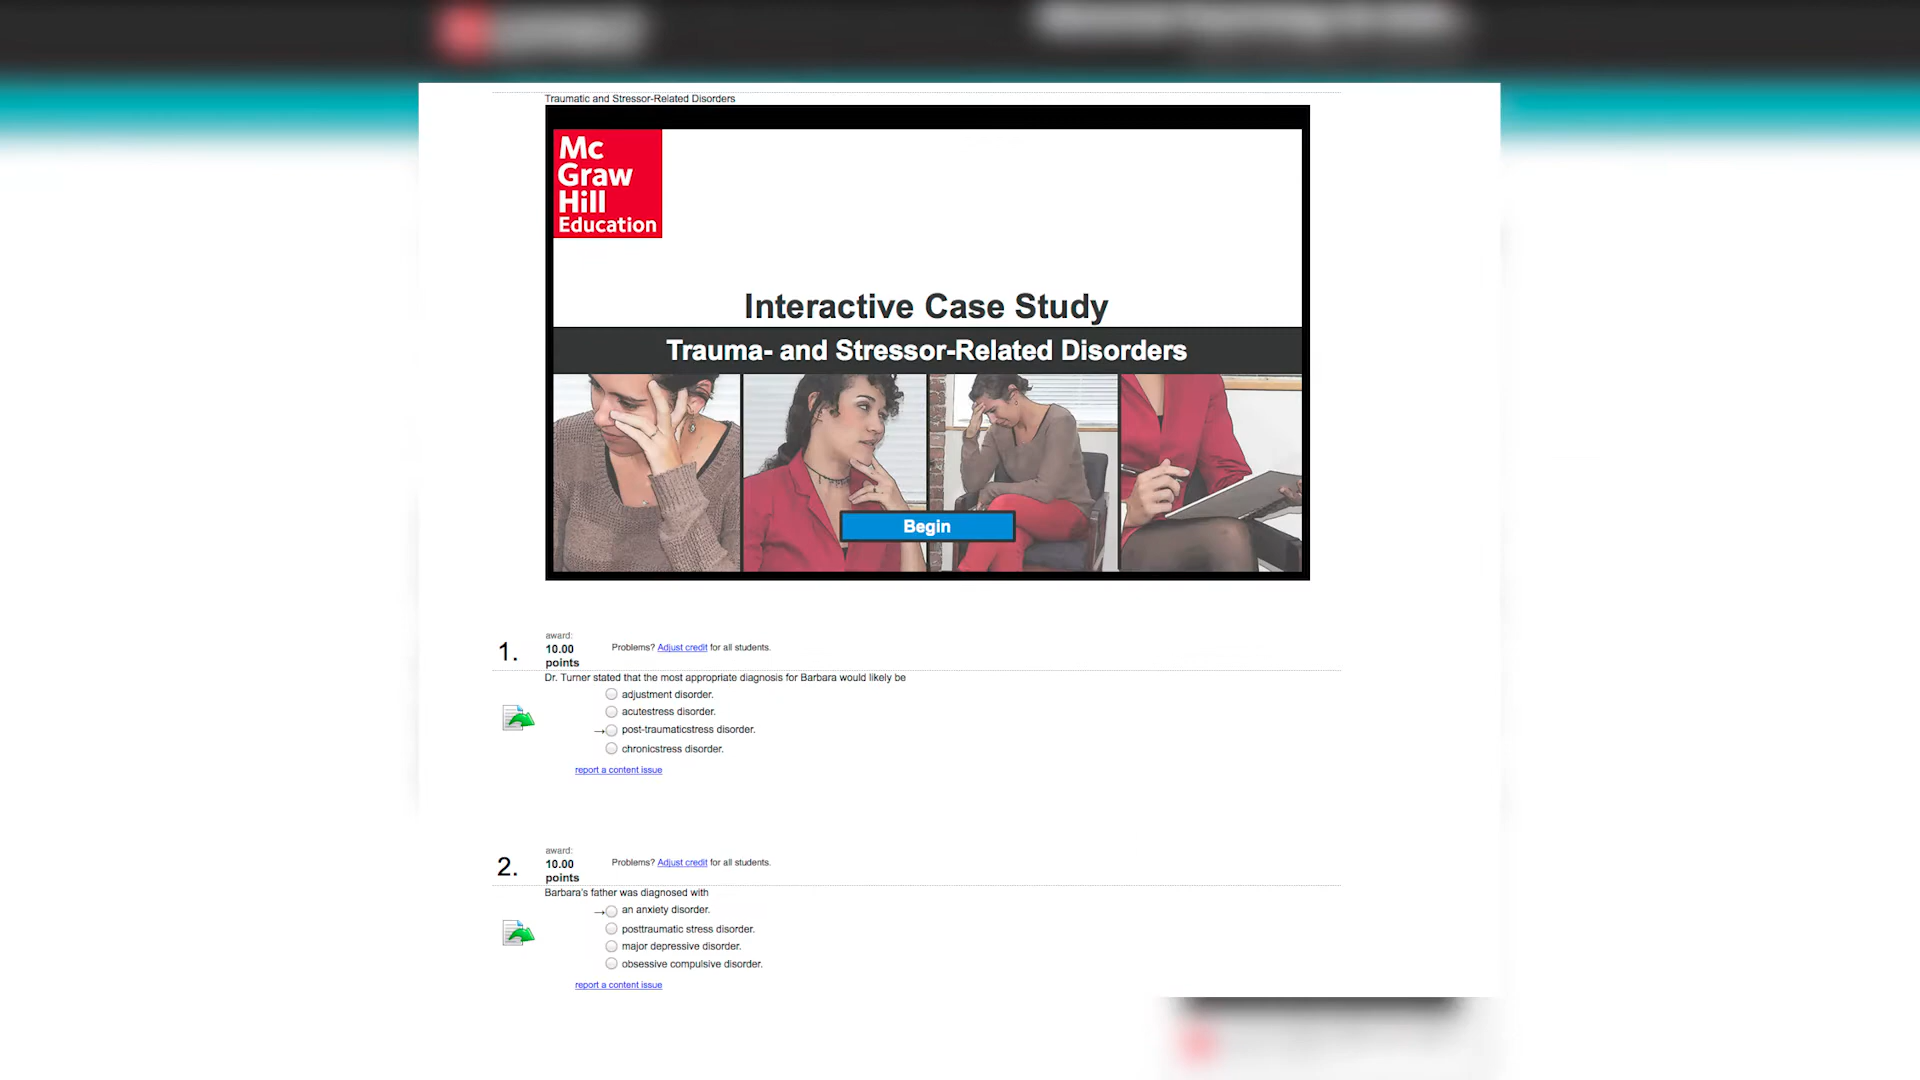 Traumatic and Stressor-Related Disorders
Mc
Graw
Hill
Education
Interactive Case Study
Trauma- and Stressor-Related Disorders
Begin
1.
award:
10.00
points
Problems? Adjust credit for all students.
Dr. Turner stated that the most appropriate diagnosis for Barbara would likely be
adjustment disorder.
acutestress disorder.
→ post-traumaticstress disorder.
chronicstress disorder.
report a content issue
2.
award:
10.00
points
Problems? Adjust credit for all students.
Barbara's father was diagnosed with
→ an anxiety disorder.
posttraumatic stress disorder.
major depressive disorder.
obsessive compulsive disorder.
report a content issue